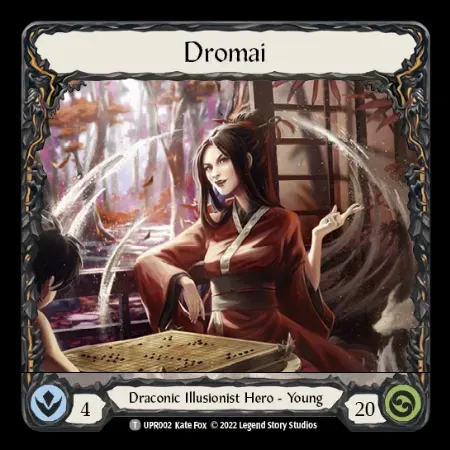 Dromai
4 Draconic Illusionist Hero - Young 20
T UPR002 Kate Fox © 2022 Legend Story Studios